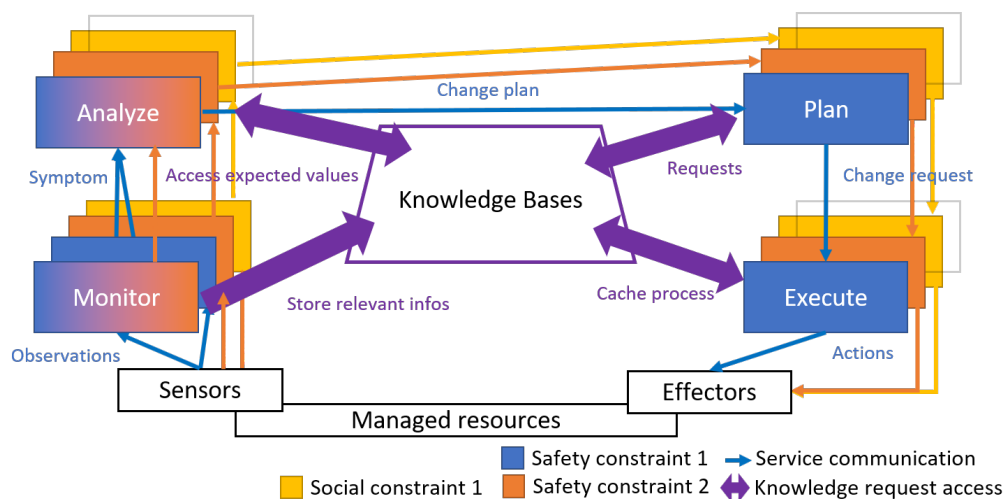 Analyze
Change plan
Plan
Symptom
Access expected values
Requests
Change request
Knowledge Bases
Monitor
Store relevant infos
Cache process
Execute
Observations
Actions
Sensors
Effectors
Managed resources
Safety constraint 1
Service communication
Social constraint 1
Safety constraint 2
Knowledge request access